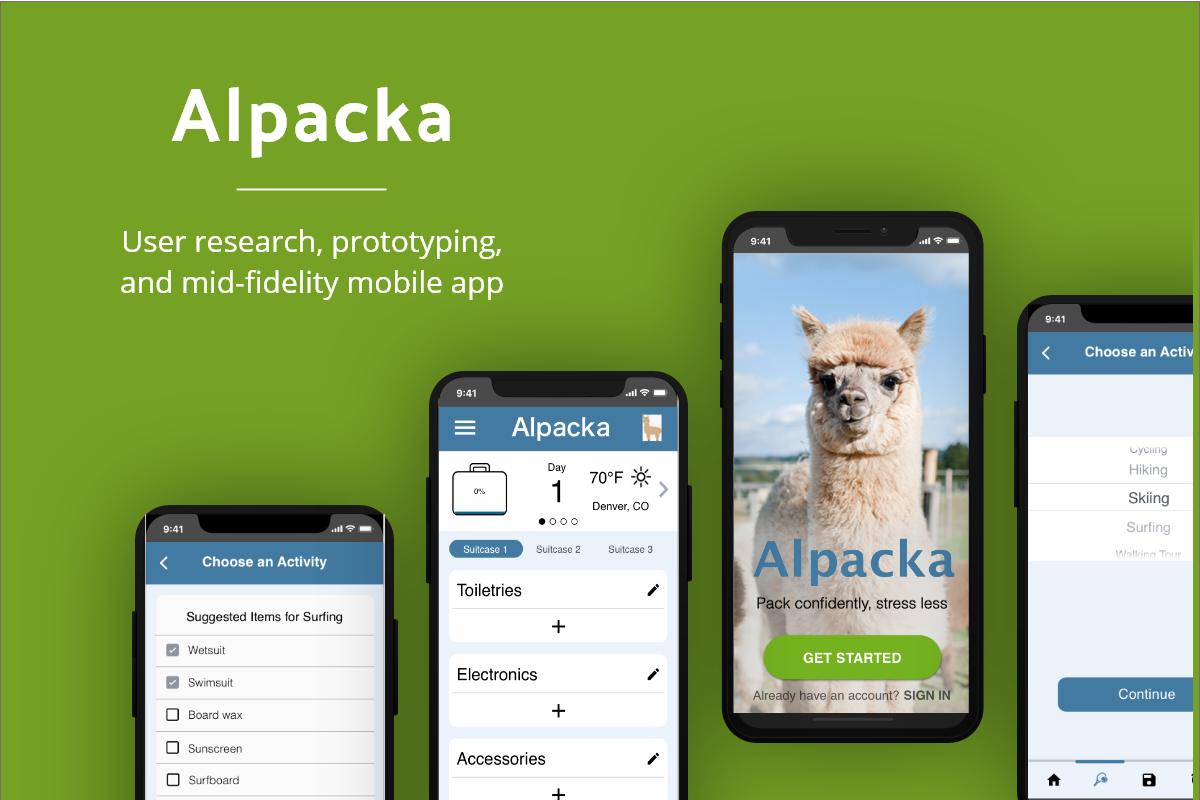 Alpacka
User research, prototyping,
and mid-fidelity mobile app
9:41
Choose an Activity
Suggested Items for Surfing
Wetsuit
Swimsuit
Board wax
Sunscreen
Surfboard
9:41
Alpacka
0%
Day
1
70°F
Denver, CO
Suitcase 1 Suitcase 2 Suitcase 3
Toiletries
+
Electronics
+
Accessories
+
9:41
Alpacka
Pack confidently, stress less
GET STARTED
Already have an account? SIGN IN
9:41
Choose an Activ
Cycling
Hiking
Skiing
Surfing
Walking Tour
Continue